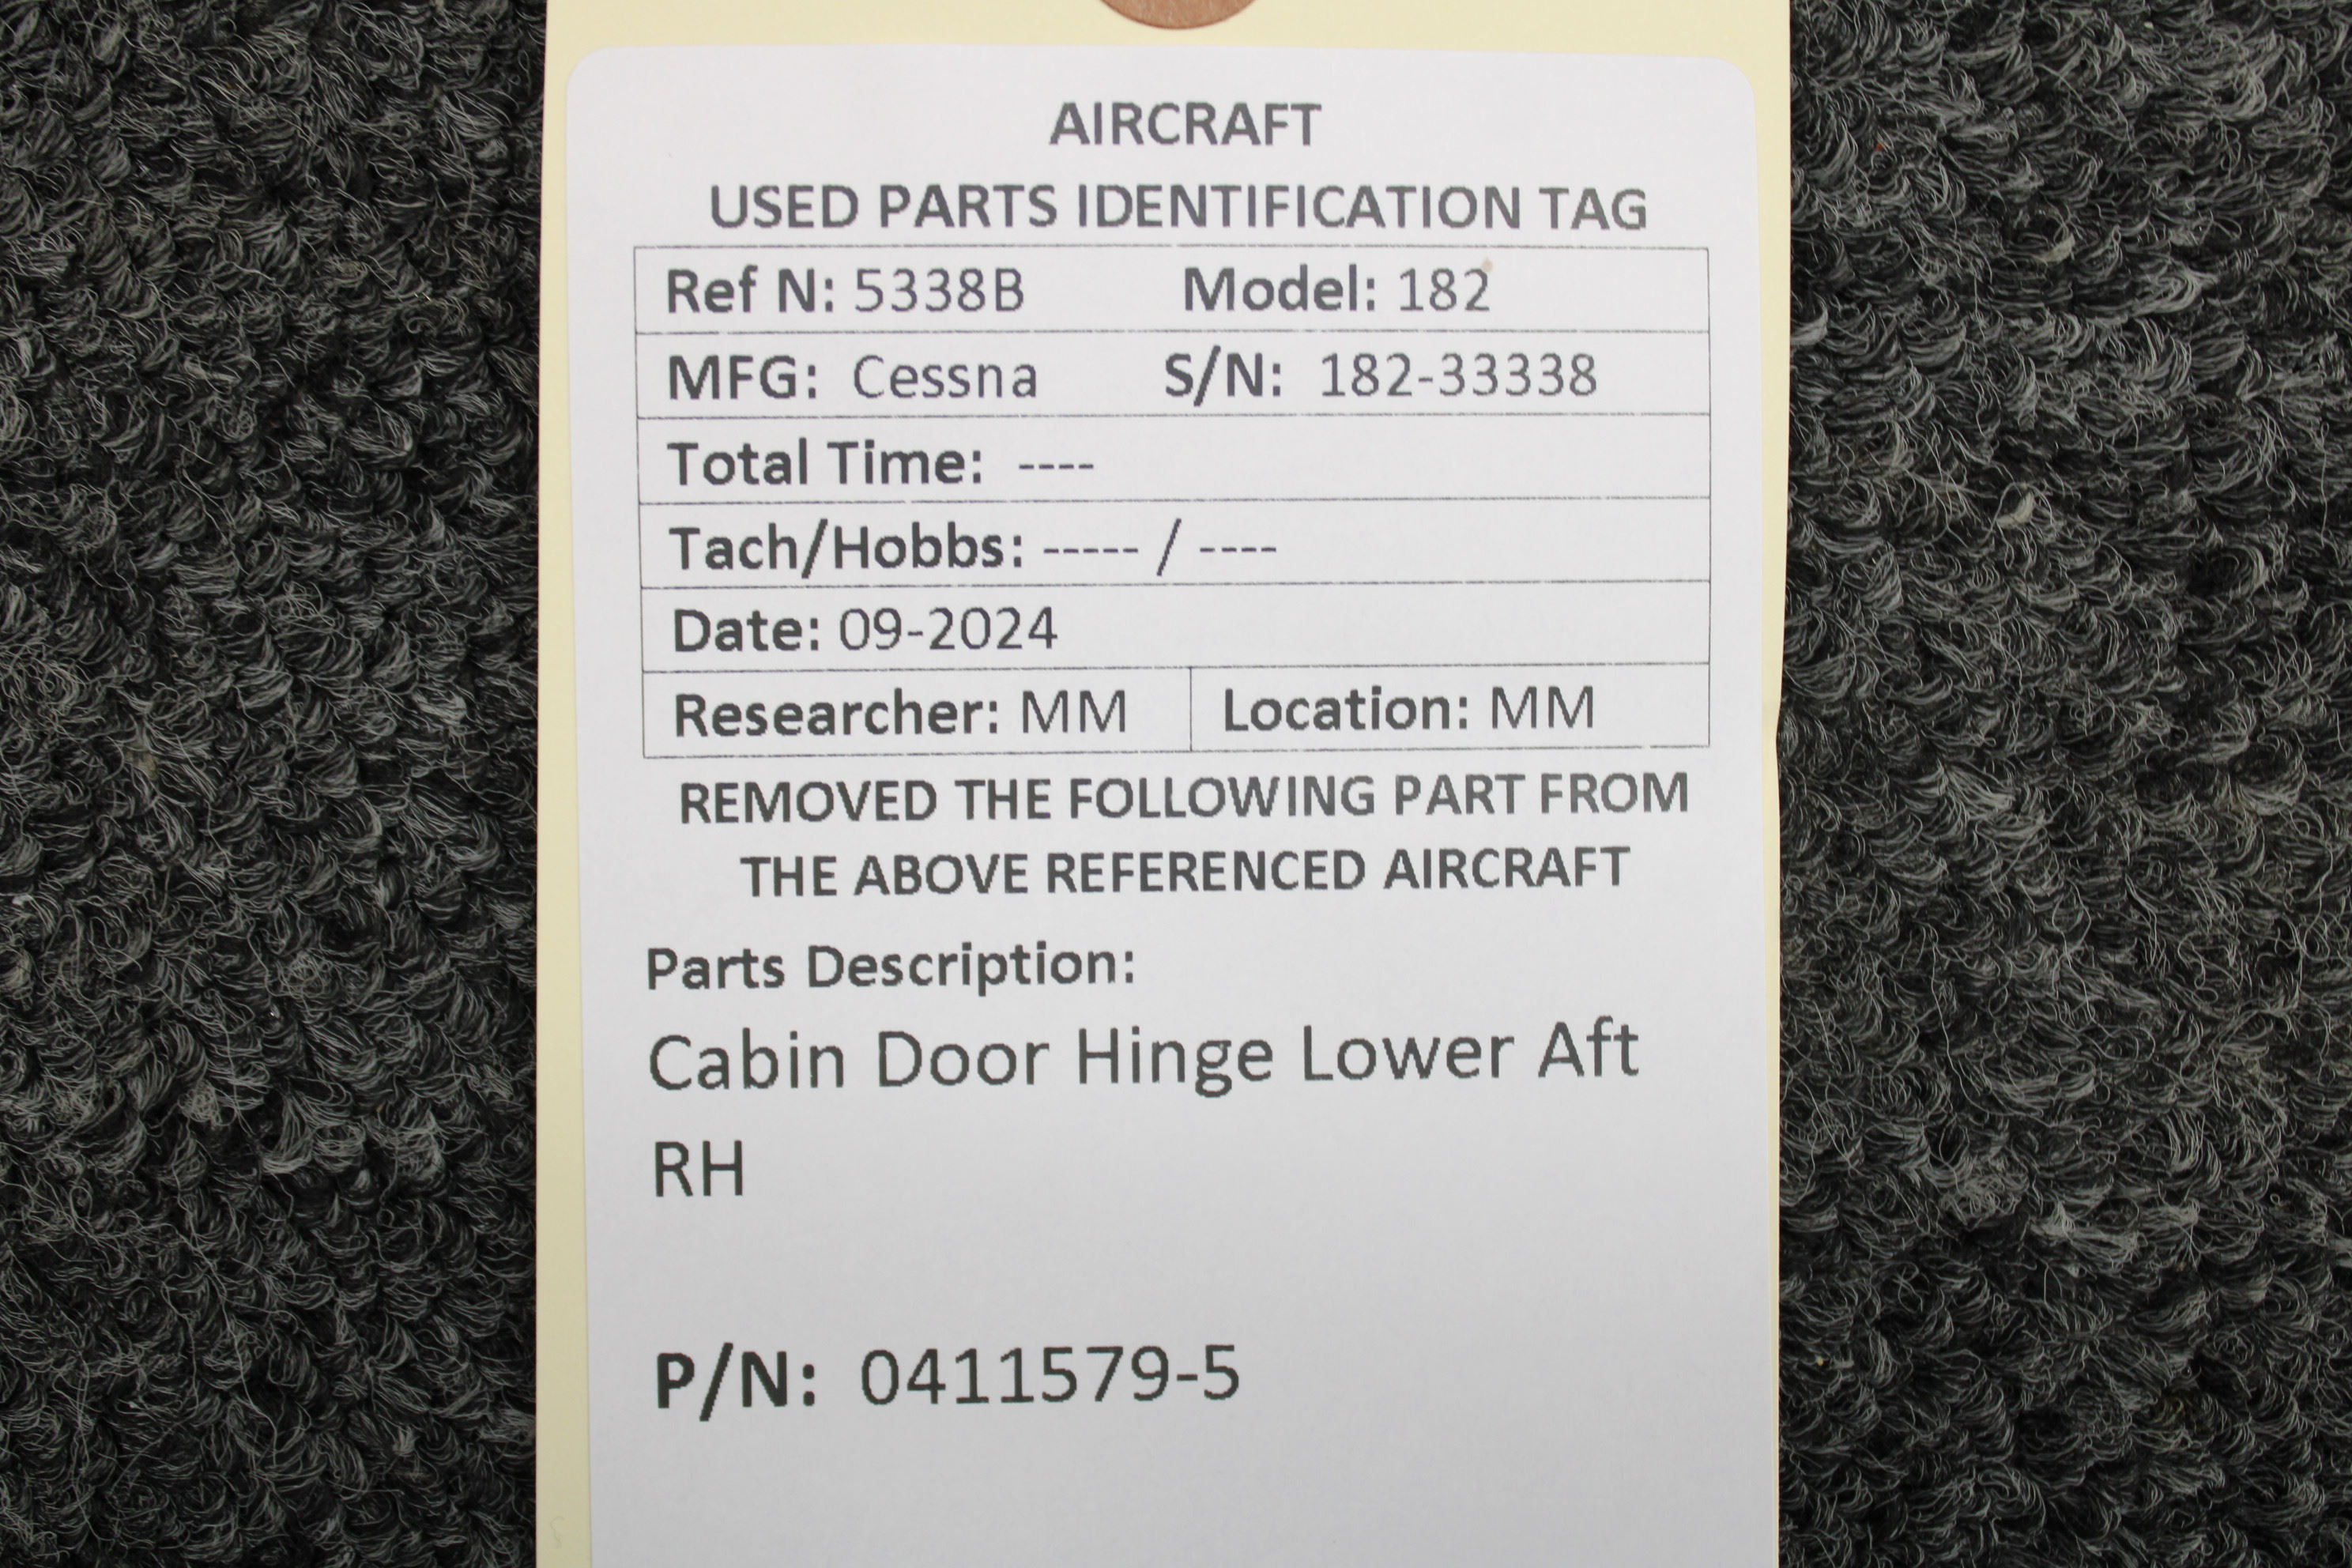 AIRCRAFT
USED PARTS IDENTIFICATION TAG
Ref N: 5338B Model: 182
MFG: Cessna S/N: 182-33338
Total Time: ----
Tach/Hobbs: ----- / ----
Date: 09-2024
Researcher: MM Location: MM
REMOVED THE FOLLOWING PART FROM
THE ABOVE REFERENCED AIRCRAFT
Parts Description:
Cabin Door Hinge Lower Aft
RH
P/N: 0411579-5